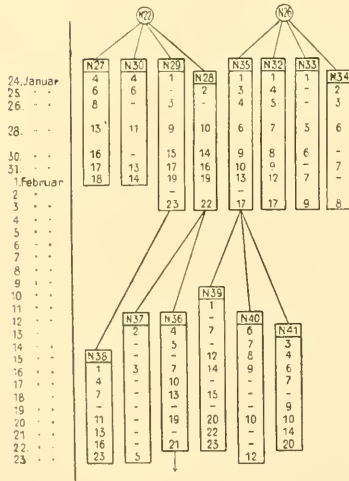 N22 N26
N27 N30 N29 N28 N35 N32 N33 N34
24.Januar 4 4 1 1 1 1
25. " " 6 6 - 2 3 4 - 2
26. " " 8 - 3 - 4 5 - 3
28. " " 13 11 9 10 6 7 5 6
30. " " 16 - 15 14 9 8 6 -
31. " " 17 13 17 16 10 9 - 7
1.Februar 18 14 19 19 13 12 7 -
2 " " - - - - - -
3 " " 23 22 17 17 9 8
4 " "
5 " "
6 " "
7 " "
8 " "
9 " "
10 " " N39
11 " " 1
12 " " N37 N36 - N40
13 " " 2 4 7 6 N41
14 " " - 5 - 7 3
15 " " N38 - - 12 8 4
16 " " 1 3 7 14 9 6
17 " " 4 - 10 - - 7
18 " " 7 - 13 15 - -
19 " " - - - - - 9
20 " " 11 - - 20 10 10
21 " " 13 - - 22 - 14
22 " " 16 - 21 23 - 20
23 " " 23 5 12